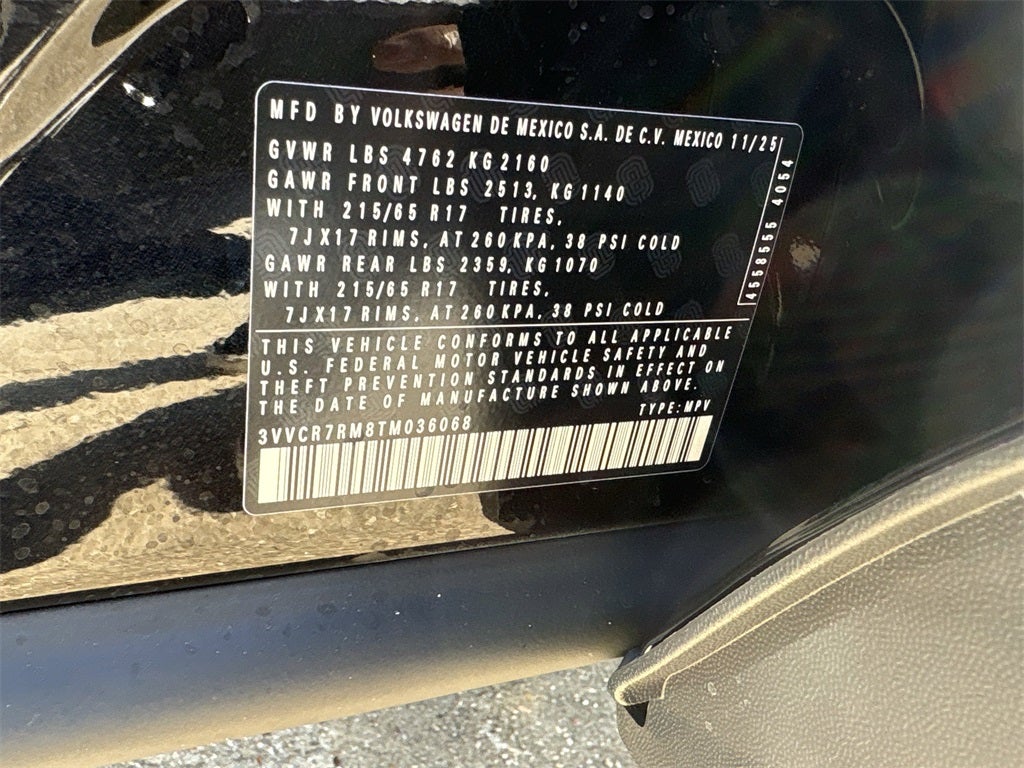 MFD BY VOLKSWAGEN DE MEXICO S.A. DE C.V. MEXICO 11/25
GVWR LBS 4762 KG 2160
GAWR FRONT LBS 2513, KG 1140
WITH 215/65 R17 TIRES,
7JX17 RIMS, AT 260 KPA, 38 PSI COLD
GAWR REAR LBS 2359, KG 1070
WITH 215/65 R17 TIRES,
7JX17 RIMS, AT 260 KPA, 38 PSI COLD
4558555 4054
THIS VEHICLE CONFORMS TO ALL APPLICABLE
U.S. FEDERAL MOTOR VEHICLE SAFETY AND
THEFT PREVENTION STANDARDS IN EFFECT ON
THE DATE OF MANUFACTURE SHOWN ABOVE.
TYPE: MPV
3VVCR7RM8TM036068